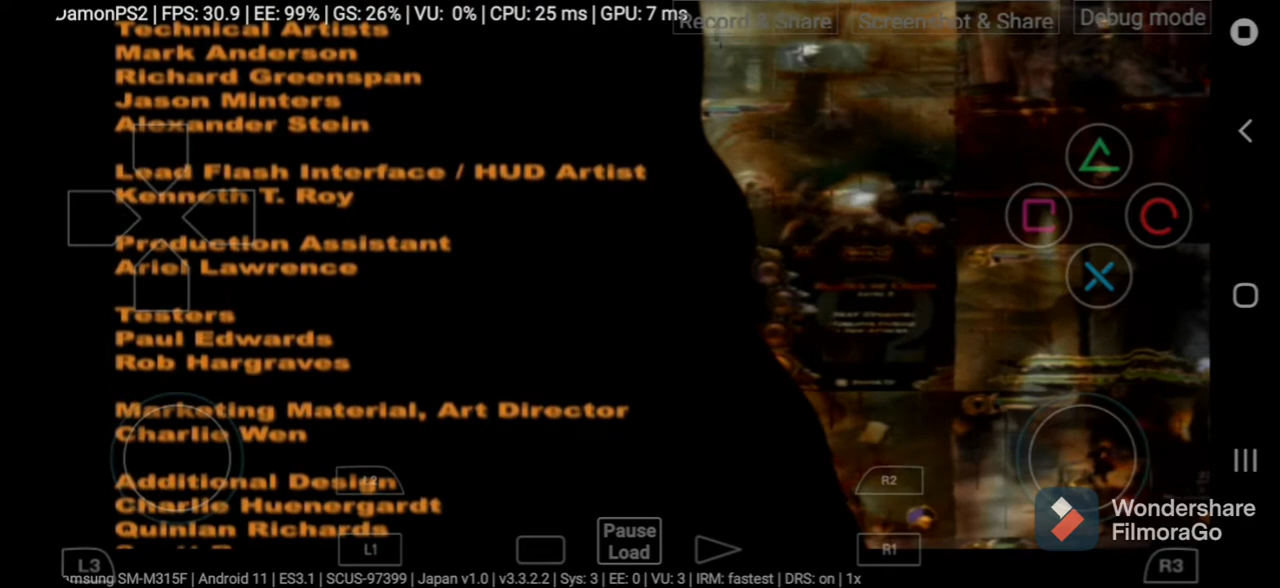 DamonPS2 | FPS: 30.9 | EE: 99% | GS: 26% | VU: 0% | CPU: 25 ms | GPU: 7 ms
Record & Share
Screenshot & Share
Debug mode
Technical Artists
Mark Anderson
Richard Greenspan
Jason Minters
Alexander Stein
Lead Flash Interface / HUD Artist
Kenneth T. Roy
Production Assistant
Ariel Lawrence
Testers
Paul Edwards
Rob Hargraves
Marketing Material, Art Director
Charlie Wen
Additional Design
Charlie Huenergardt
Quinlan Richards
L2
R2
L1
Pause
Load
R1
L3
R3
Wondershare
FilmoraGo
msung SM-M315F | Android 11 | ES3.1 | SCUS-97399 | Japan v1.0 | v3.3.2.2 | Sys: 3 | EE: 0 | VU: 3 | IRM: fastest | DRS: on | 1x